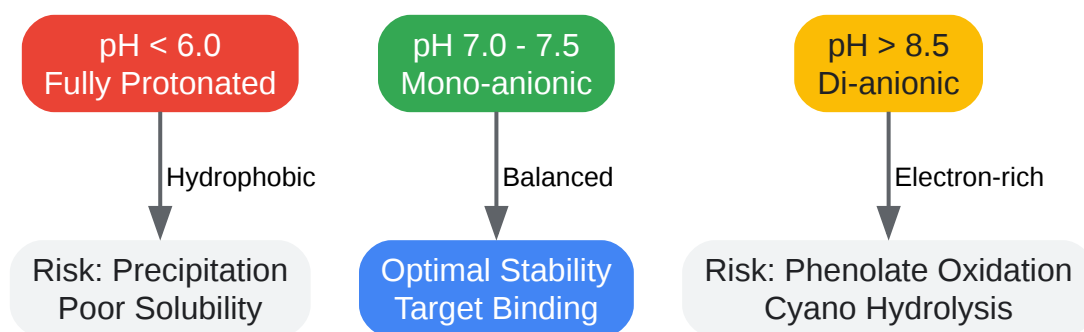 pH < 6.0
Fully Protonated
Hydrophobic
Risk: Precipitation
Poor Solubility
pH 7.0 - 7.5
Mono-anionic
Balanced
Optimal Stability
Target Binding
pH > 8.5
Di-anionic
Electron-rich
Risk: Phenolate Oxidation
Cyano Hydrolysis